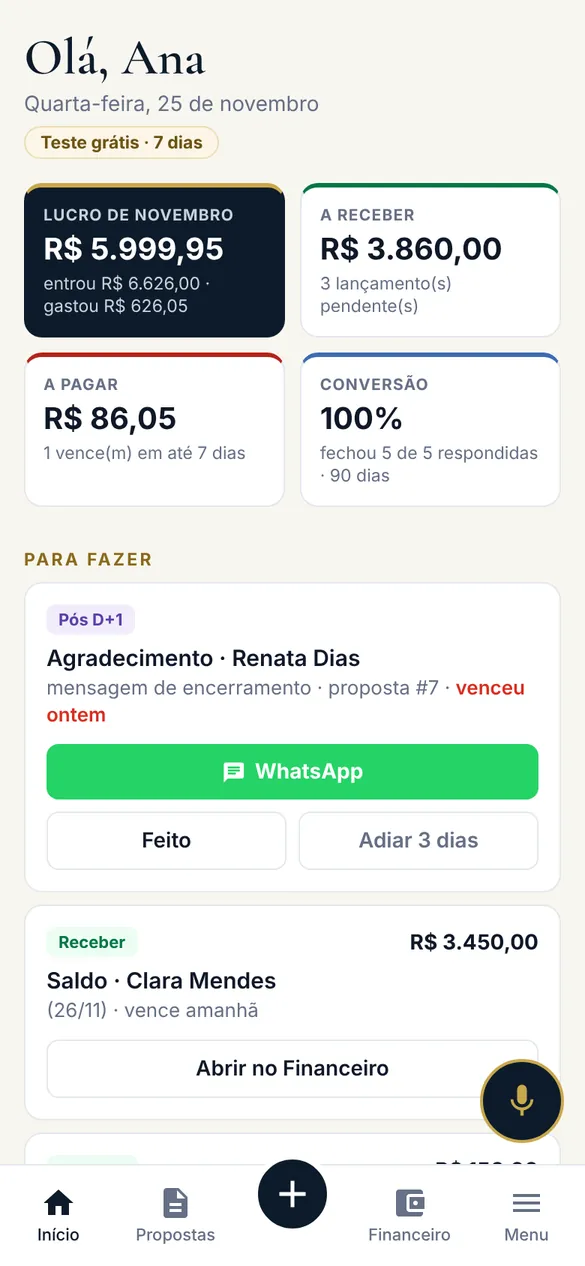 Olá, Ana
Quarta-feira, 25 de novembro
Teste grátis · 7 dias
LUCRO DE NOVEMBRO
R$ 5.999,95
entrou R$ 6.626,00 ·
gastou R$ 626,05
A RECEBER
R$ 3.860,00
3 lançamento(s)
pendente(s)
A PAGAR
R$ 86,05
1 vence(m) em até 7 dias
CONVERSÃO
100%
fechou 5 de 5 respondidas
· 90 dias
PARA FAZER
Pós D+1
Agradecimento · Renata Dias
mensagem de encerramento · proposta #7 · venceu
ontem
WhatsApp
Feito
Adiar 3 dias
Receber
R$ 3.450,00
Saldo · Clara Mendes
(26/11) · vence amanhã
Abrir no Financeiro
Início
Propostas
Financeiro
Menu